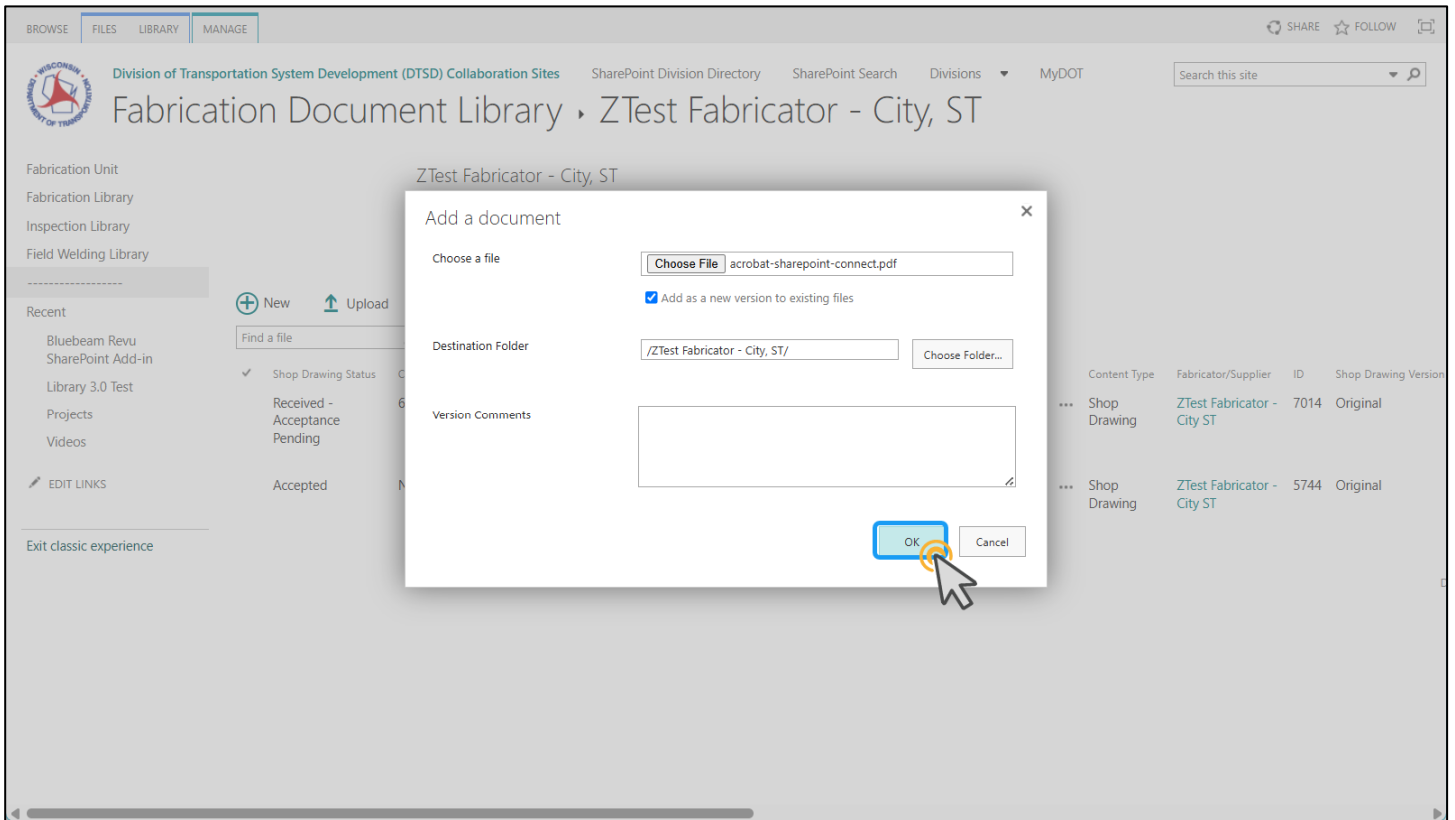 BROWSE FILES LIBRARY MANAGE SHARE FOLLOW
WISCONSIN DEPARTMENT OF TRANSPORTATION
Division of Transportation System Development (DTSD) Collaboration Sites SharePoint Division Directory SharePoint Search Divisions MyDOT Search this site
Fabrication Document Library ZTest Fabricator - City, ST
Fabrication Unit
Fabrication Library
Inspection Library
Field Welding Library
------------------
Recent
Bluebeam Revu
SharePoint Add-in
Library 3.0 Test
Projects
Videos
EDIT LINKS
Exit classic experience
ZTest Fabricator - City, ST
New Upload
Find a file
Shop Drawing Status C Content Type Fabricator/Supplier ID Shop Drawing Version
Received - 6 ... Shop ZTest Fabricator - 7014 Original
Acceptance Drawing City ST
Pending
Accepted N ... Shop ZTest Fabricator - 5744 Original
Drawing City ST
Add a document
Choose a file Choose File acrobat-sharepoint-connect.pdf
Add as a new version to existing files
Destination Folder /ZTest Fabricator - City, ST/ Choose Folder...
Version Comments
OK Cancel